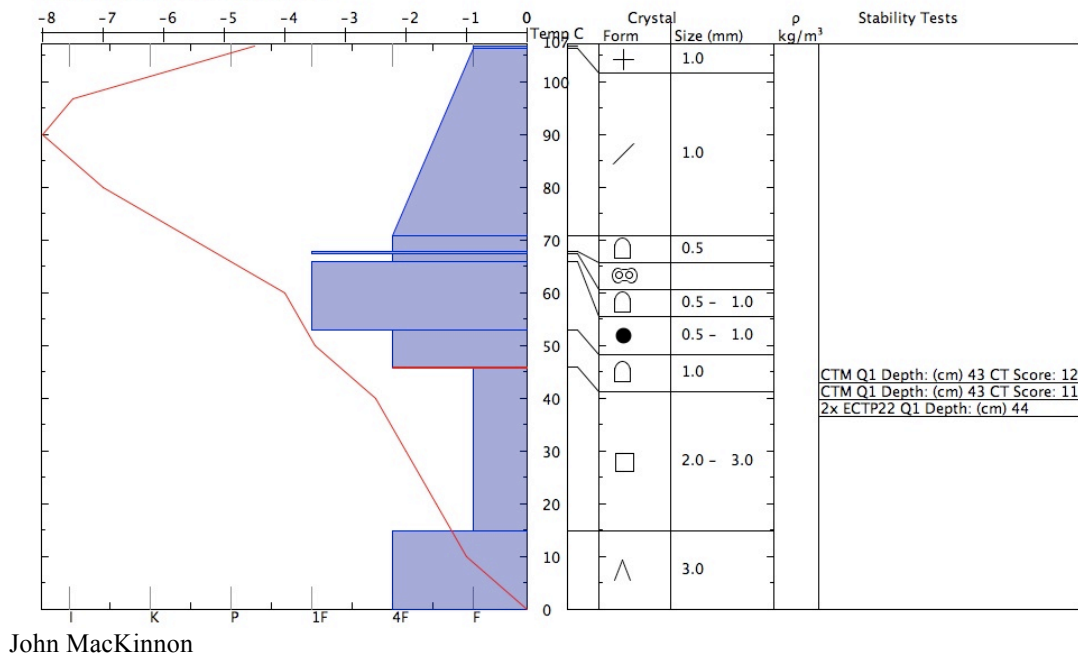 -8 -7 -6 -5 -4 -3 -2 -1 0
Temp C
Crystal
Form Size (mm)
ρ
kg/m³
Stability Tests
107
100
90
80
70
60
50
40
30
20
10
0
1.0
1.0
0.5
0.5 - 1.0
0.5 - 1.0
1.0
2.0 - 3.0
3.0
CTM Q1 Depth: (cm) 43 CT Score: 12
CTM Q1 Depth: (cm) 43 CT Score: 11
2x ECTP22 Q1 Depth: (cm) 44
I K P 1F 4F F
John MacKinnon